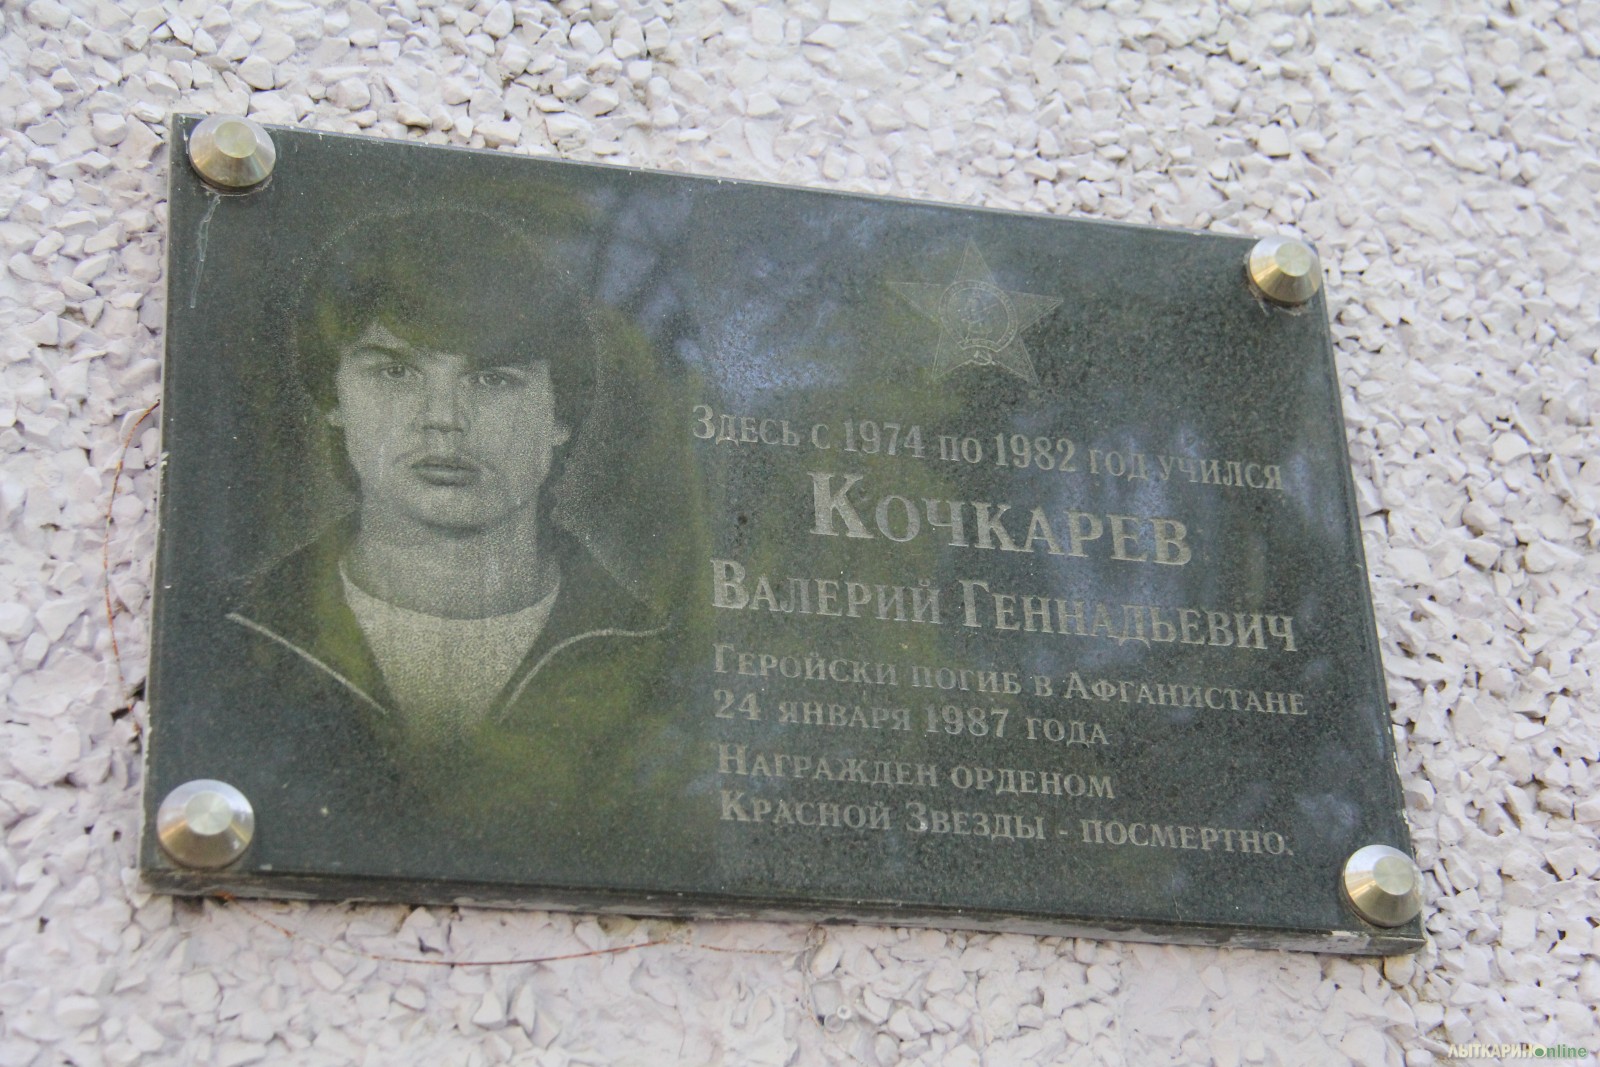 Здесь с 1974 по 1982 год учился
Кочкарев
Валерий Геннадьевич
Геройски погиб в Афганистане
24 января 1987 года
Награжден орденом
Красной Звезды - посмертно.
ЛЫТКАРИНОonline